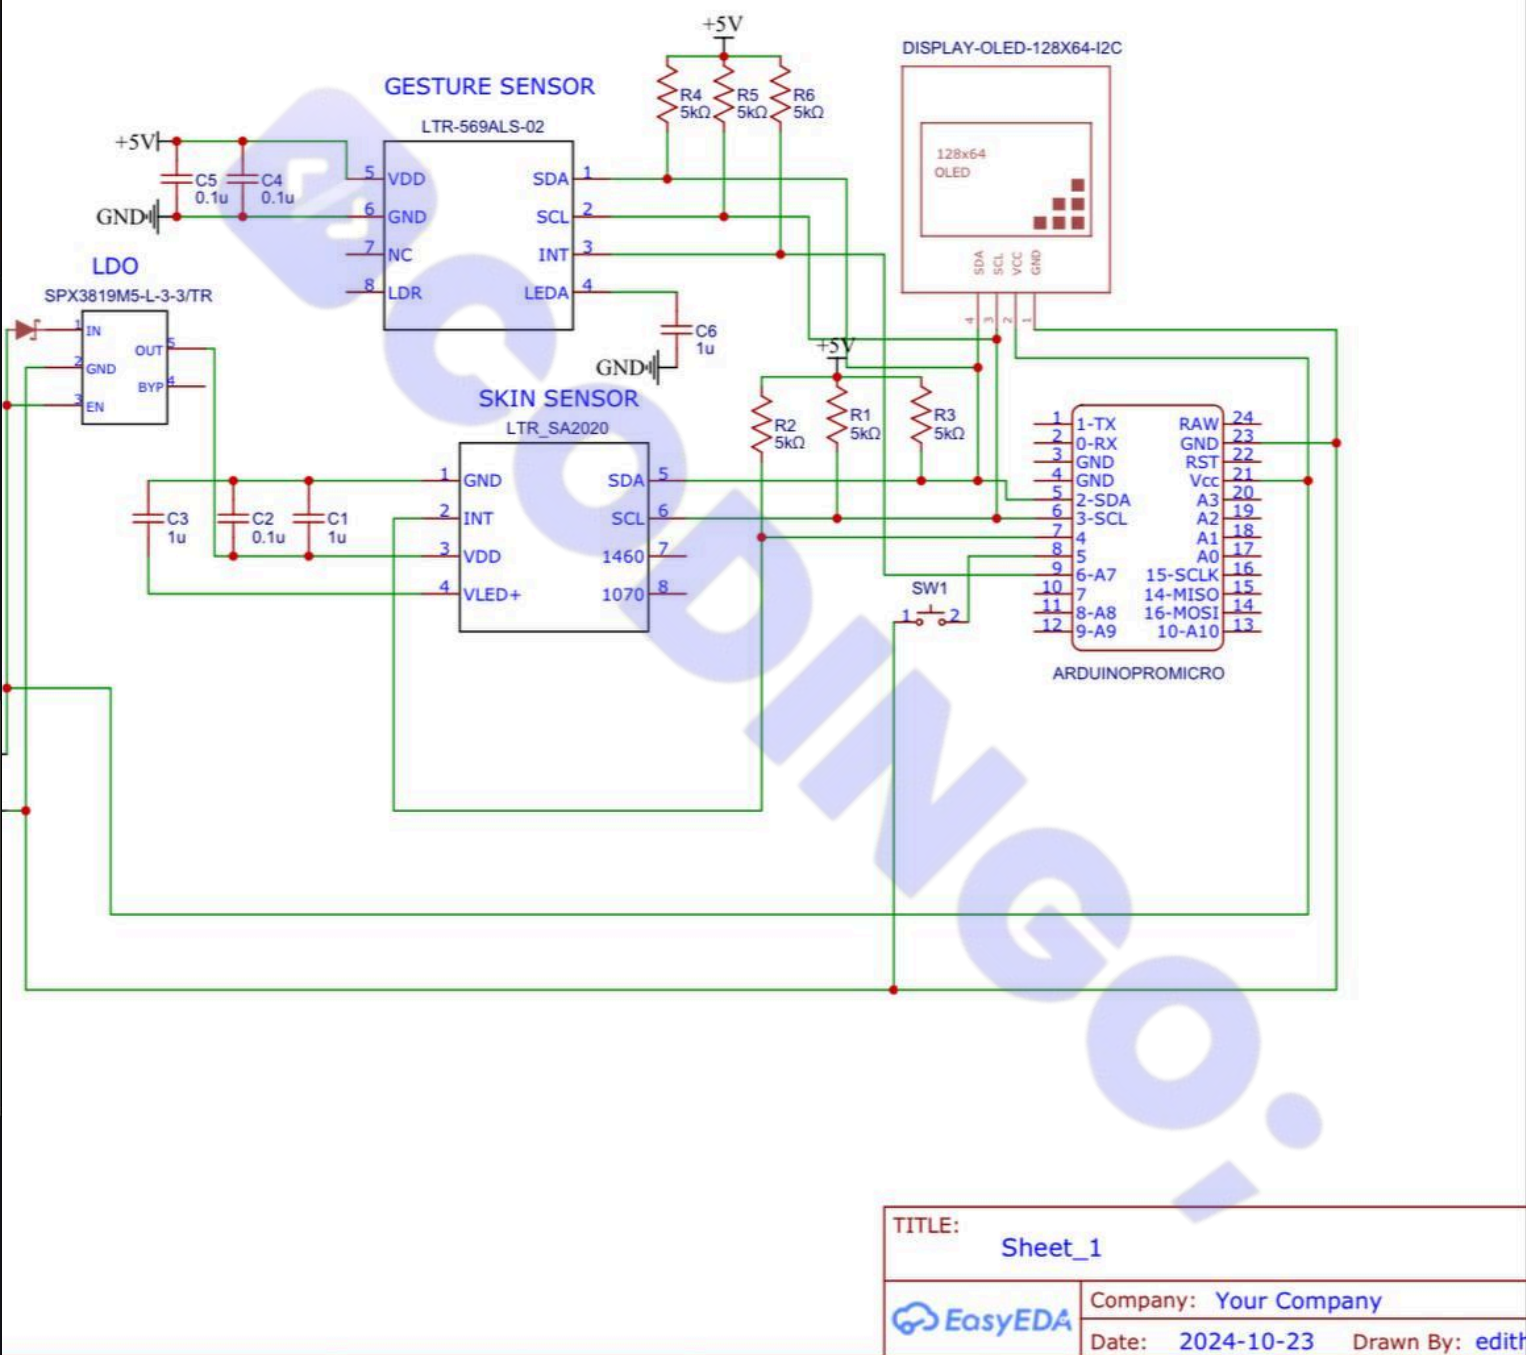 +5V
DISPLAY-OLED-128X64-I2C
GESTURE SENSOR
R4
5kΩ
R5
5kΩ
R6
5kΩ
LTR-569ALS-02
+5V
128x64
OLED
C5
0.1u
C4
0.1u
5 VDD
6 GND
7 NC
8 LDR
SDA 1
SCL 2
INT 3
LEDA 4
GND
SDA
SCL
VCC
GND
4
3
2
1
LDO
SPX3819M5-L-3-3/TR
1 IN
2 GND
3 EN
OUT 5
BYP 4
C6
1u
GND
+5V
SKIN SENSOR
LTR_SA2020
R2
5kΩ
R1
5kΩ
R3
5kΩ
C3
1u
C2
0.1u
C1
1u
1 GND
2 INT
3 VDD
4 VLED+
SDA 5
SCL 6
1460 7
1070 8
1 1-TX
2 0-RX
3 GND
4 GND
5 2-SDA
6 3-SCL
7 4
8 5
9 6-A7
10 7
11 8-A8
12 9-A9
RAW 24
GND 23
RST 22
Vcc 21
A3 20
A2 19
A1 18
A0 17
15-SCLK 16
14-MISO 15
16-MOSI 14
10-A10 13
SW1
1 2
ARDUINOPROMICRO
CODINGO
TITLE:
Sheet_1
EasyEDA
Company: Your Company
Date: 2024-10-23 Drawn By: edith